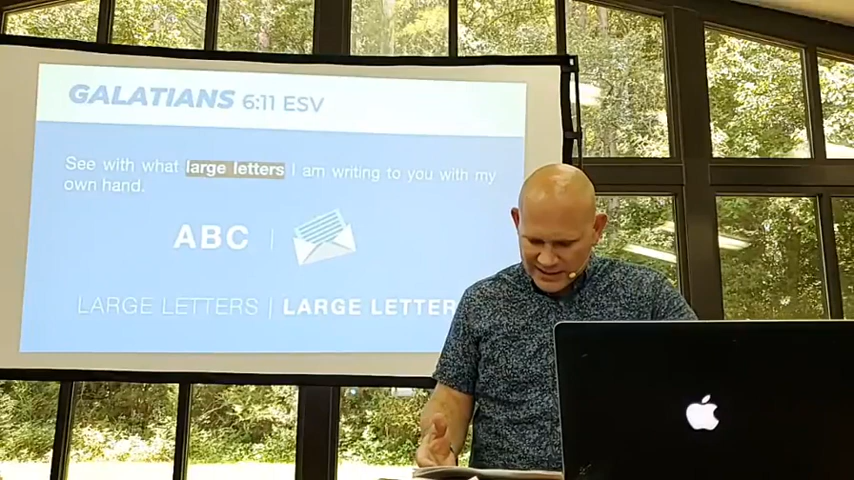 GALATIANS 6:11 ESV
See with what large letters I am writing to you with my
own hand.
ABC
LARGE LETTERS | LARGE LETTER